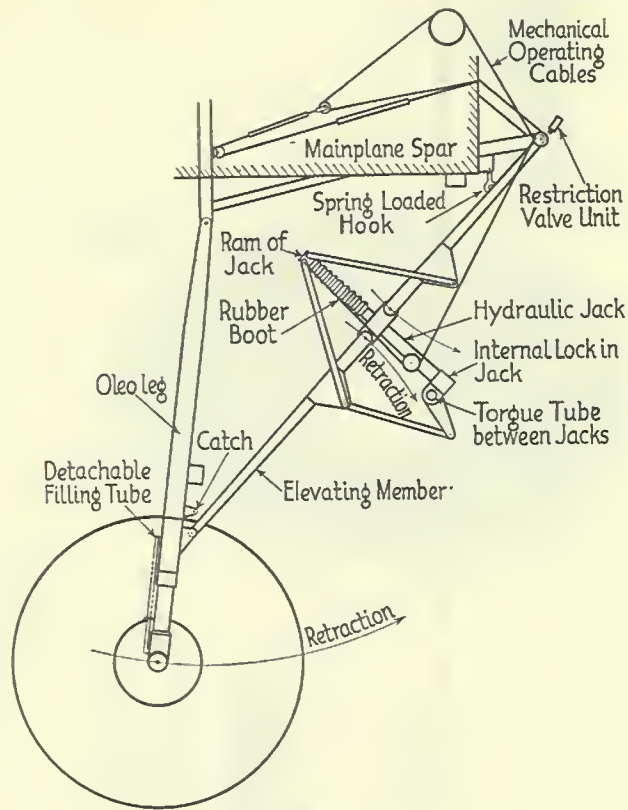 Mechanical
Operating
Cables
Mainplane Spar
Spring Loaded
Hook
Restriction
Valve Unit
Ram of
Jack
Rubber
Boot
Hydraulic Jack
Internal Lock in
Jack
Retraction
Torgue Tube
between Jacks
Oleo leg
Catch
Detachable
Filling Tube
Elevating Member
Retraction